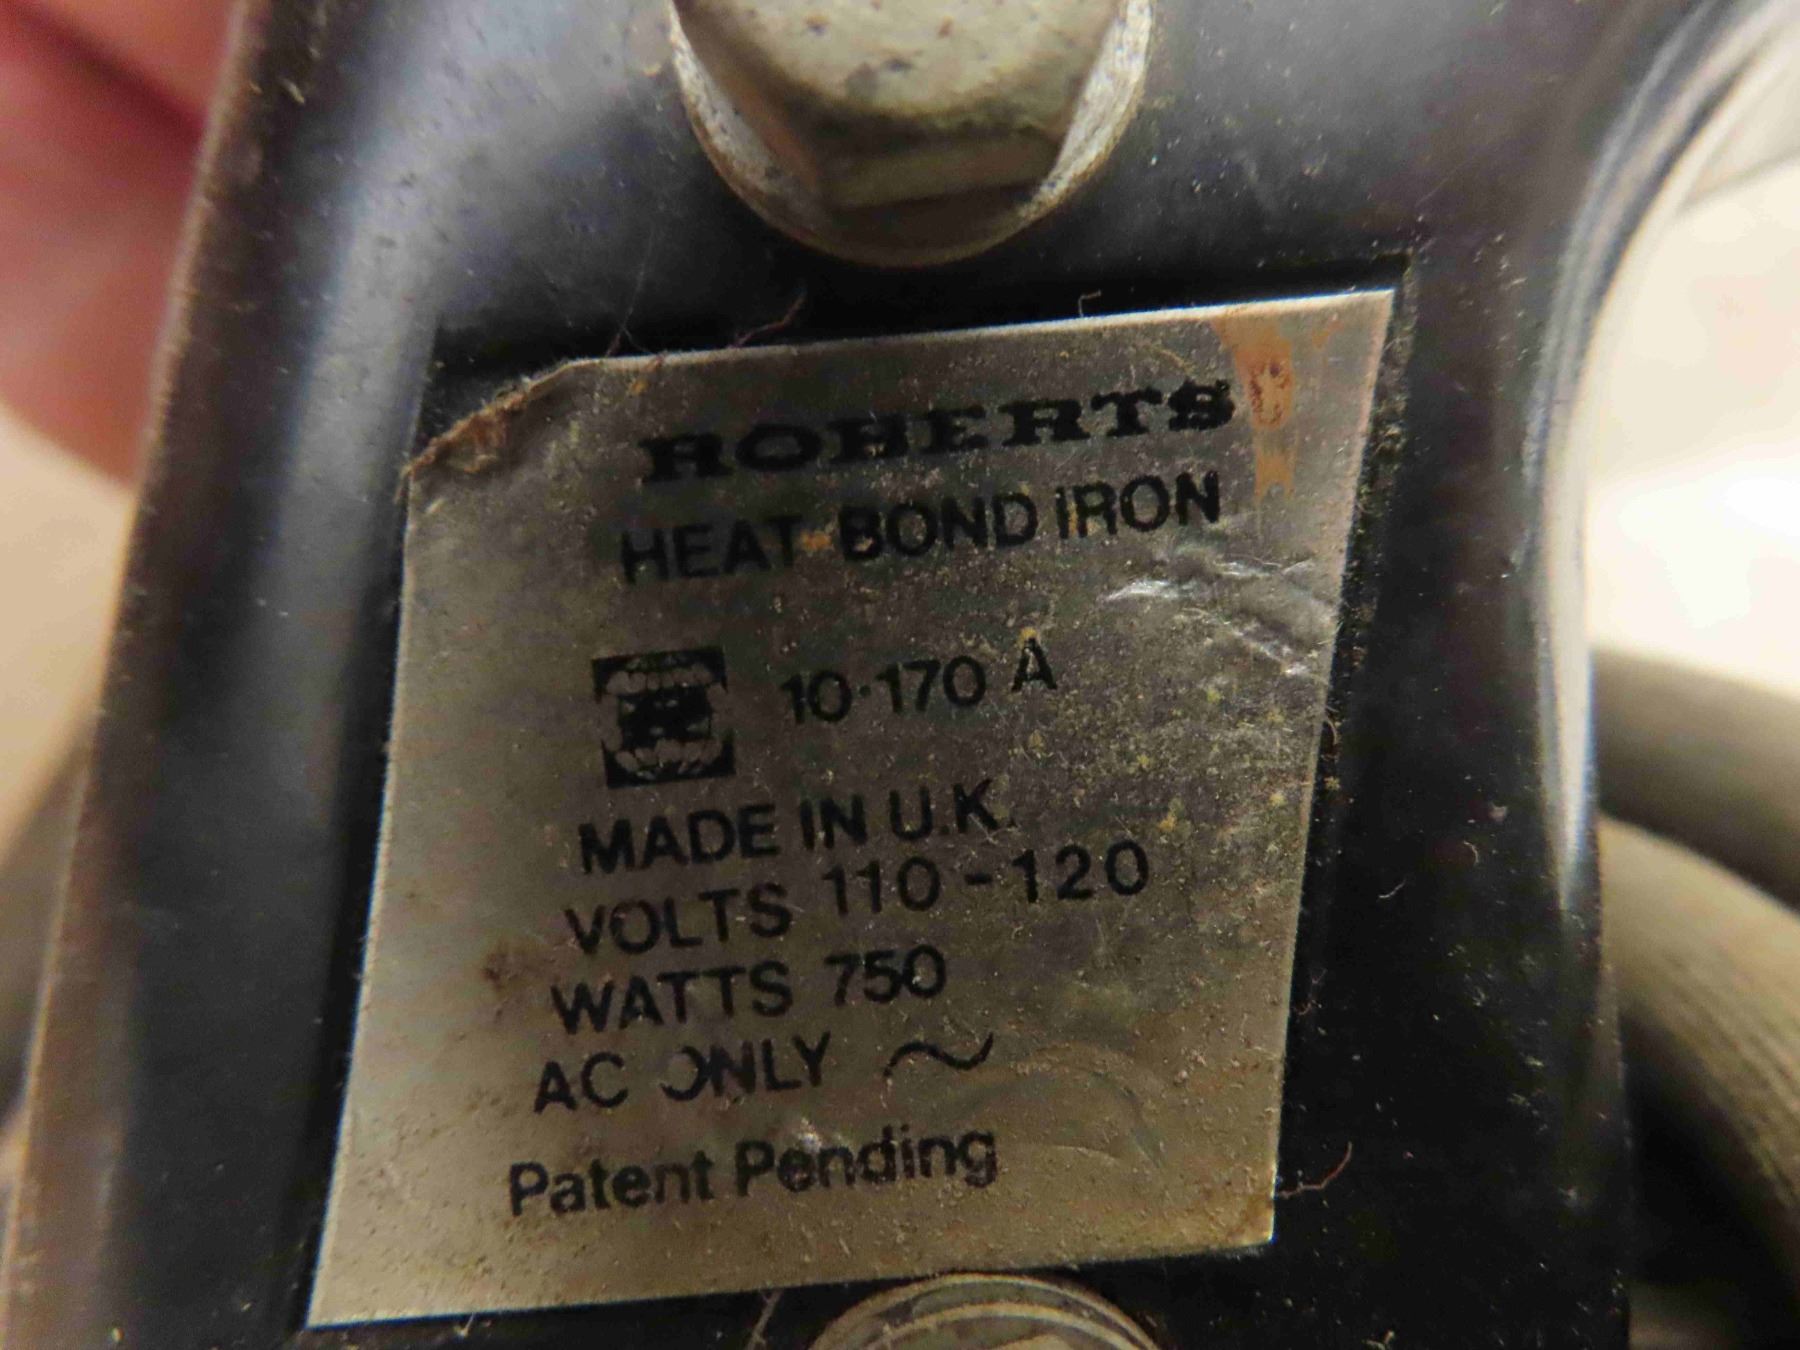 ROBERTS
HEAT-BOND IRON
10·170 A
MADE IN U.K.
VOLTS 110-120
WATTS 750
AC ONLY ~
Patent Pending